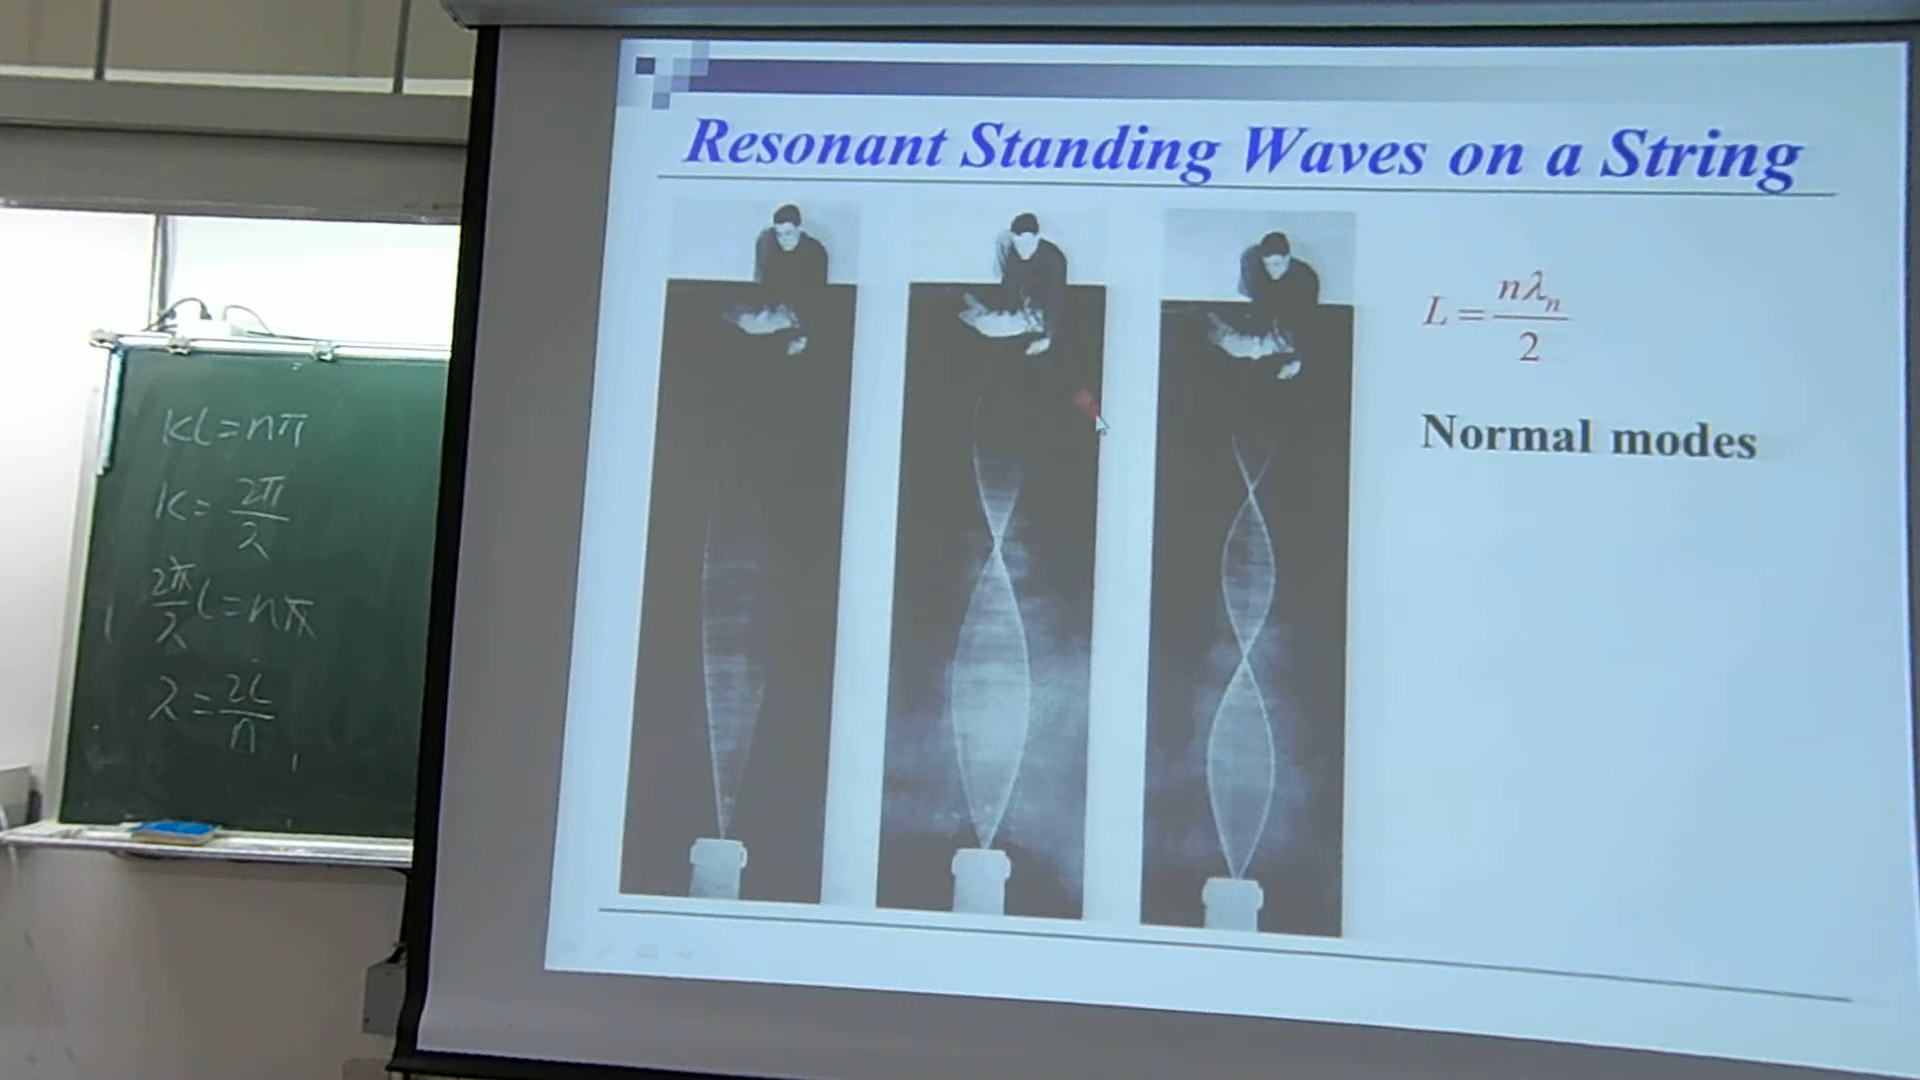 Resonant Standing Waves on a String
L = nλₙ/2
Normal modes
kl=nπ
k= 2π/λ
2π/λ l=nπ
λ = 2l/n